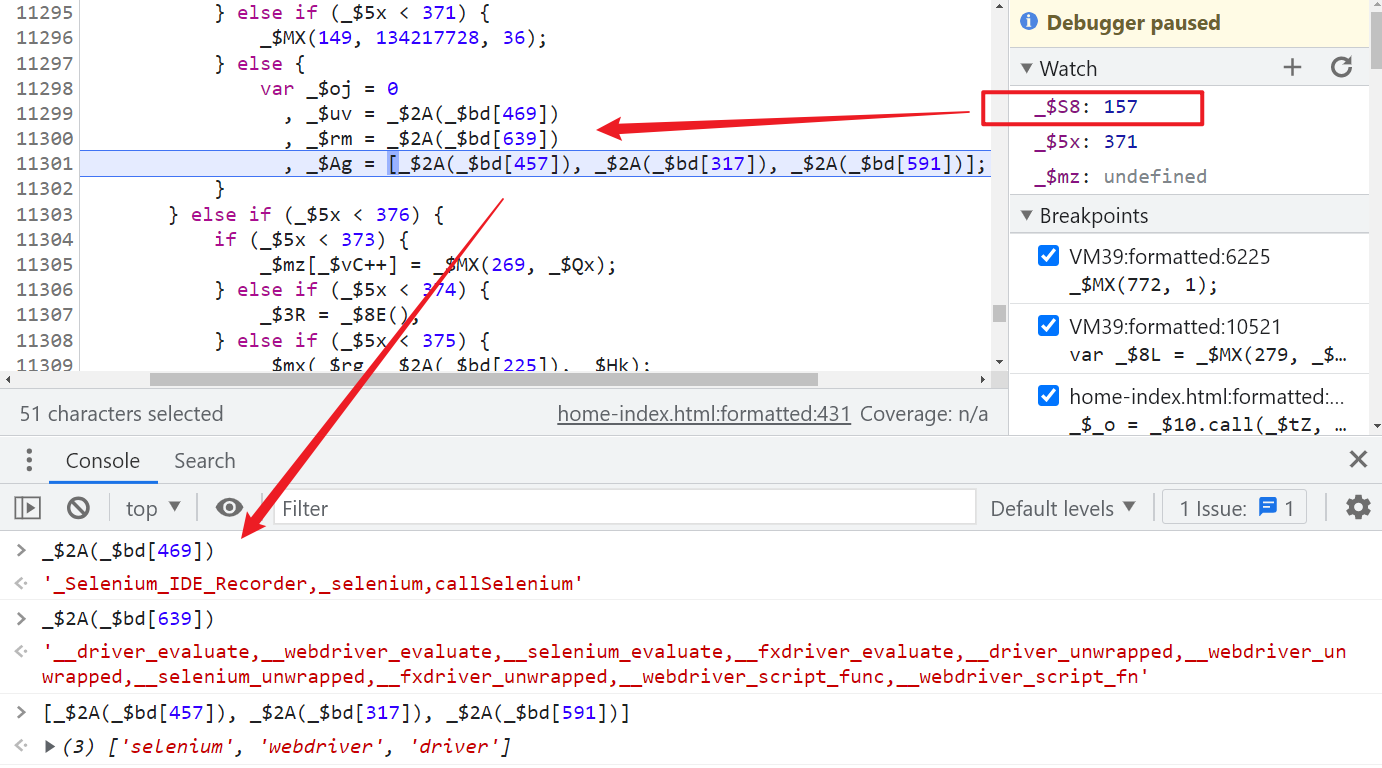 11295 } else if (_$5x < 371) {
11296 _$MX(149, 134217728, 36);
11297 } else {
11298 var _$oj = 0
11299 , _$uv = _$2A(_$bd[469])
11300 , _$rm = _$2A(_$bd[639])
11301 , _$Ag = [_$2A(_$bd[457]), _$2A(_$bd[317]), _$2A(_$bd[591])];
11302 }
11303 } else if (_$5x < 376) {
11304 if (_$5x < 373) {
11305 _$mz[_$vC++] = _$MX(269, _$Qx);
11306 } else if (_$5x < 374) {
11307 _$3R = _$8E();
11308 } else if (_$5x < 375) {
11309 _$mx(_$rg, _$2A(_$bd[225]), _$Hk);
Debugger paused
Watch
_$S8: 157
_$5x: 371
_$mz: undefined
Breakpoints
VM39:formatted:6225
_$MX(772, 1);
VM39:formatted:10521
var _$8L = _$MX(279, _$…
home-index.html:formatted:…
_$_o = _$10.call(_$tZ, …
51 characters selected home-index.html:formatted:431 Coverage: n/a
Console Search
top Filter Default levels 1 Issue: 1
> _$2A(_$bd[469])
'_Selenium_IDE_Recorder,_selenium,callSelenium'
> _$2A(_$bd[639])
'__driver_evaluate,__webdriver_evaluate,__selenium_evaluate,__fxdriver_evaluate,__driver_unwrapped,__webdriver_un
wrapped,__selenium_unwrapped,__fxdriver_unwrapped,__webdriver_script_func,__webdriver_script_fn'
> [_$2A(_$bd[457]), _$2A(_$bd[317]), _$2A(_$bd[591])]
(3) ['selenium', 'webdriver', 'driver']